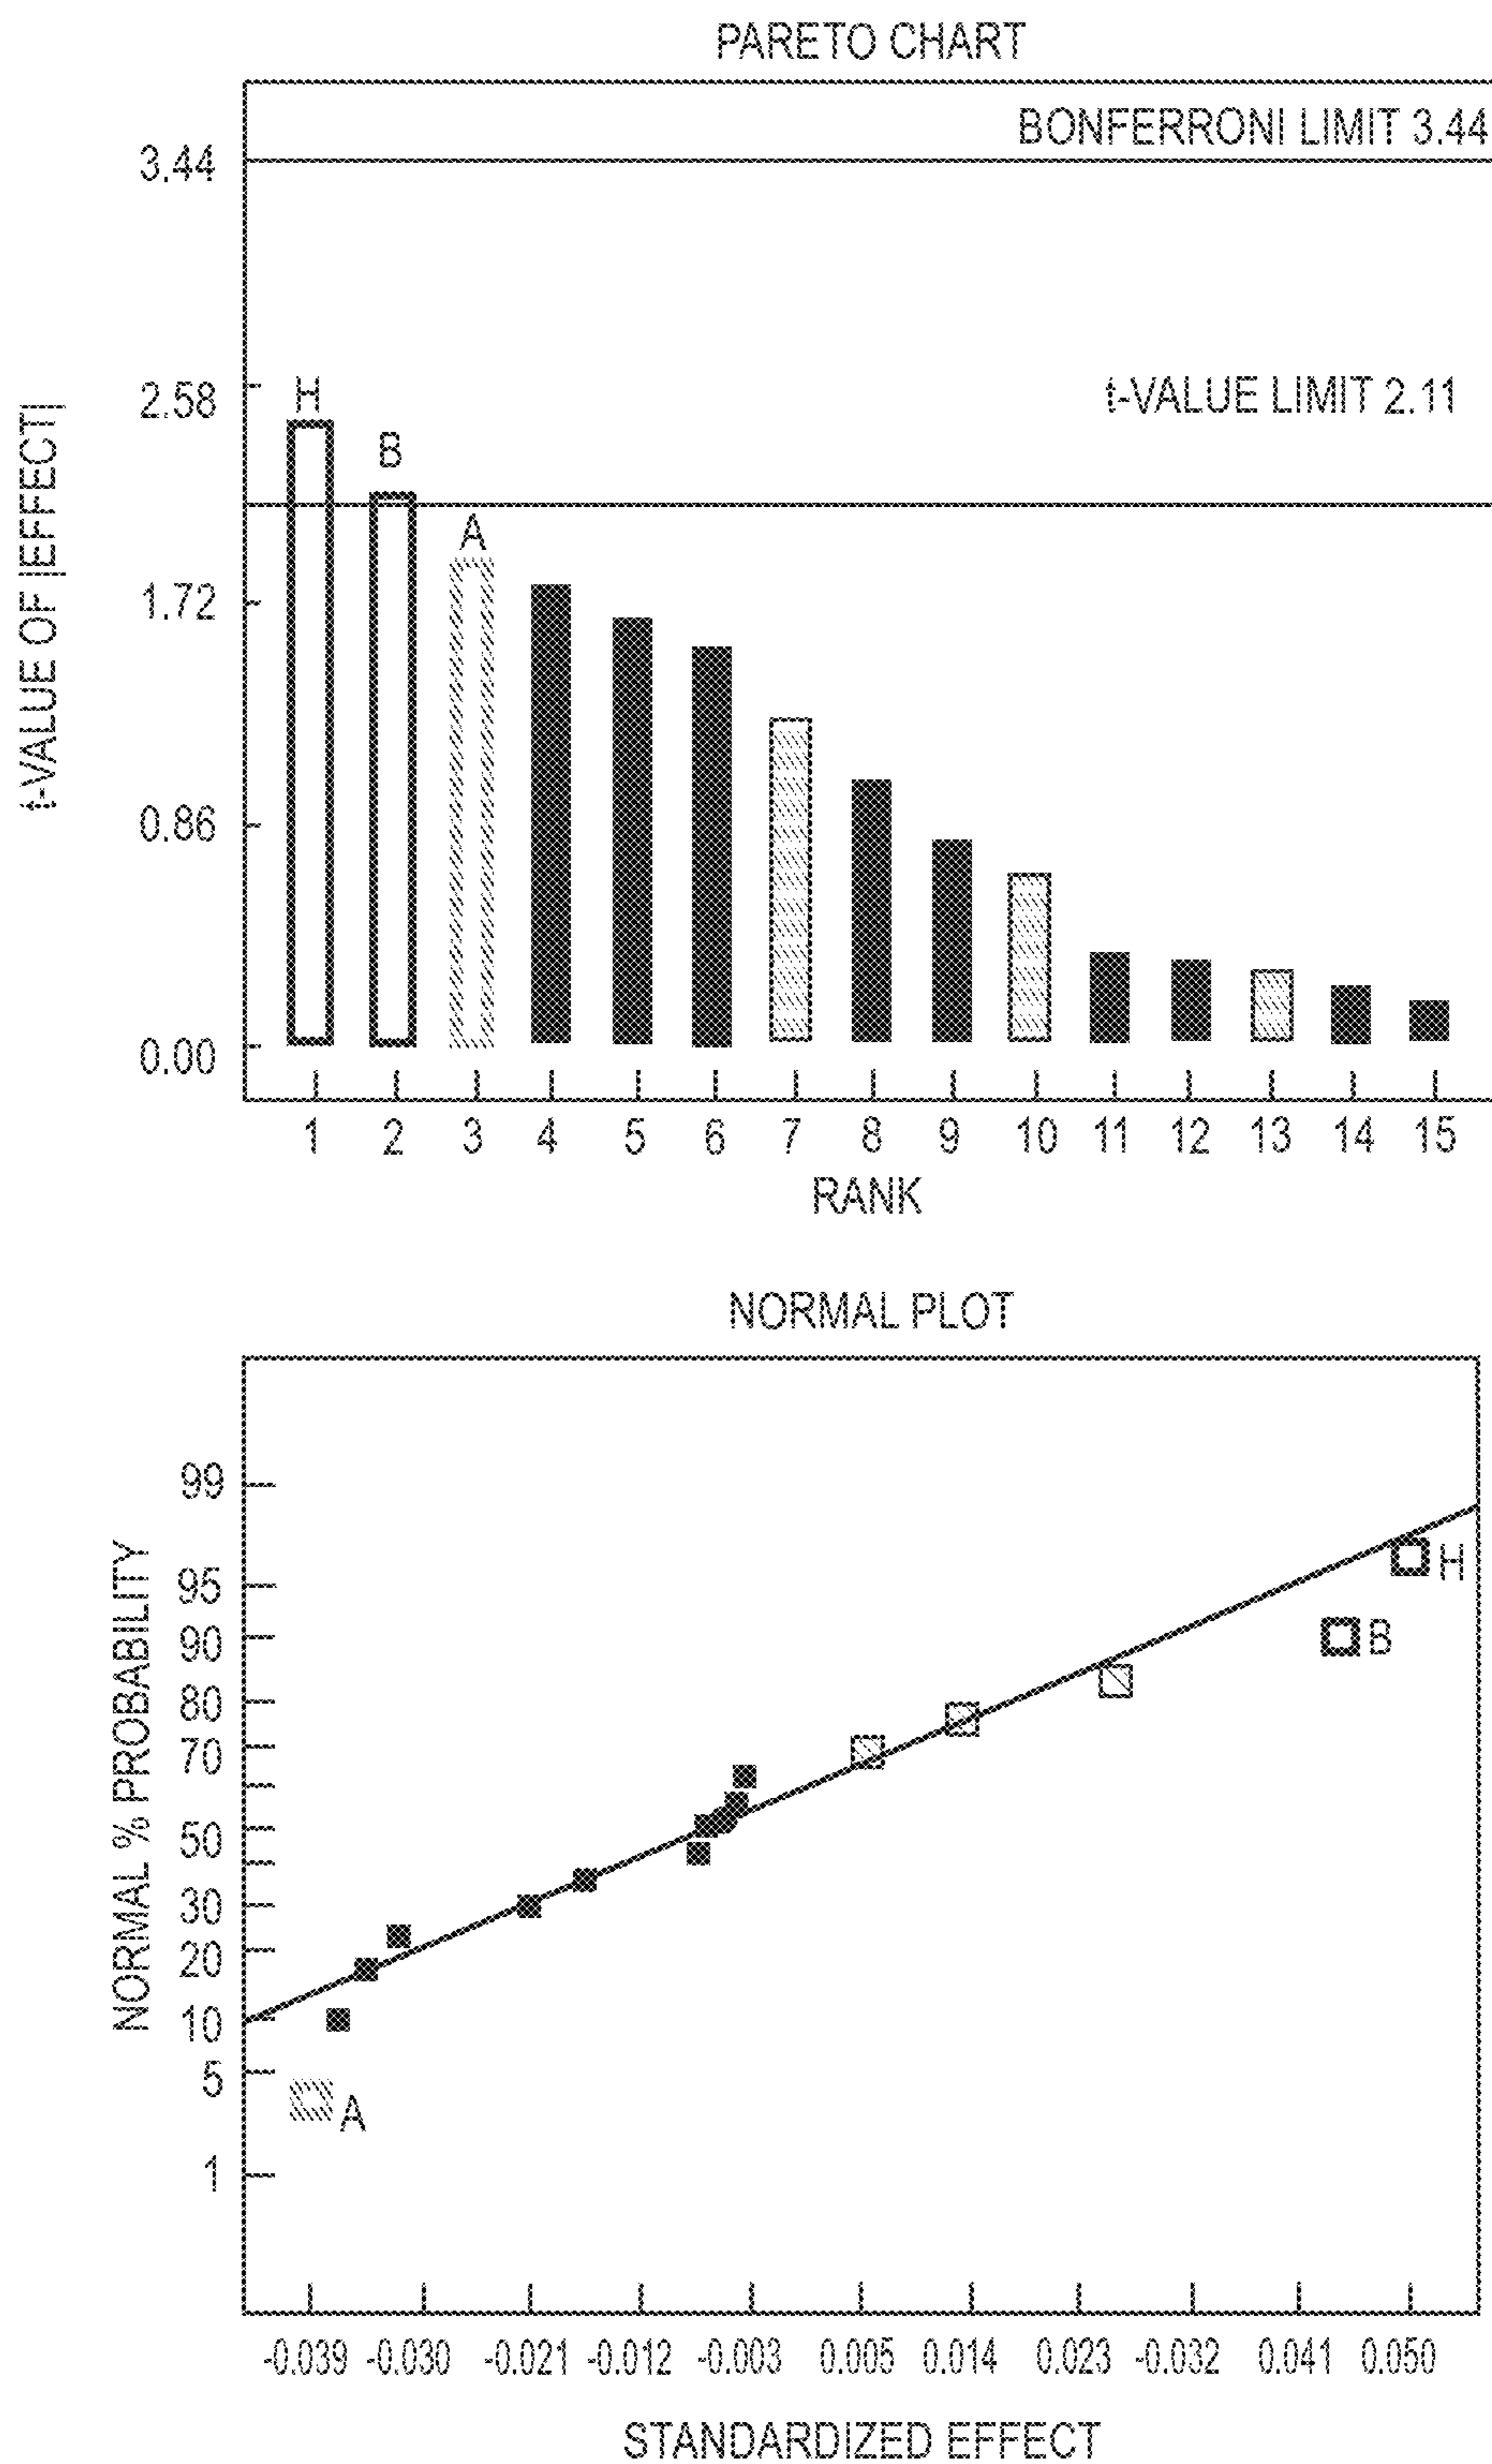 PARETO CHART
BONFERRONI LIMIT 3.44
3.44
2.58
t-VALUE LIMIT 2.11
1.72
0.86
0.00
t-VALUE OF |EFFECT|
H
B
A
1 2 3 4 5 6 7 8 9 10 11 12 13 14 15
RANK
NORMAL PLOT
99
95
90
80
70
50
30
20
10
5
1
NORMAL % PROBABILITY
H
B
A
-0.039 -0.030 -0.021 -0.012 -0.003 0.005 0.014 0.023 -0.032 0.041 0.050
STANDARDIZED EFFECT